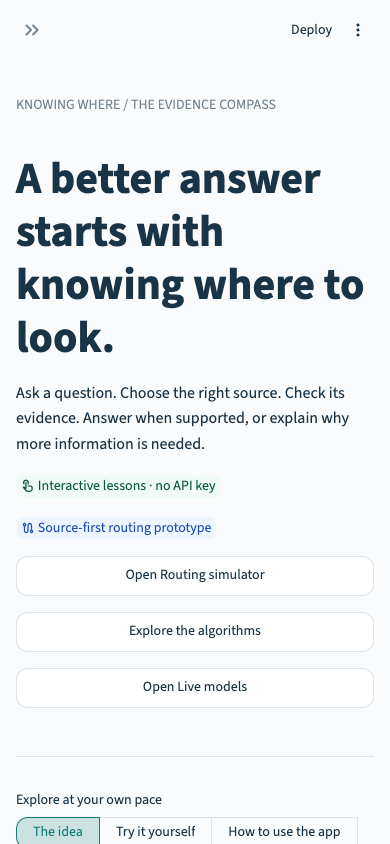 Deploy
KNOWING WHERE / THE EVIDENCE COMPASS
A better answer
starts with
knowing where to
look.
Ask a question. Choose the right source. Check its
evidence. Answer when supported, or explain why
more information is needed.
Interactive lessons · no API key
Source-first routing prototype
Open Routing simulator
Explore the algorithms
Open Live models
Explore at your own pace
The idea Try it yourself How to use the app